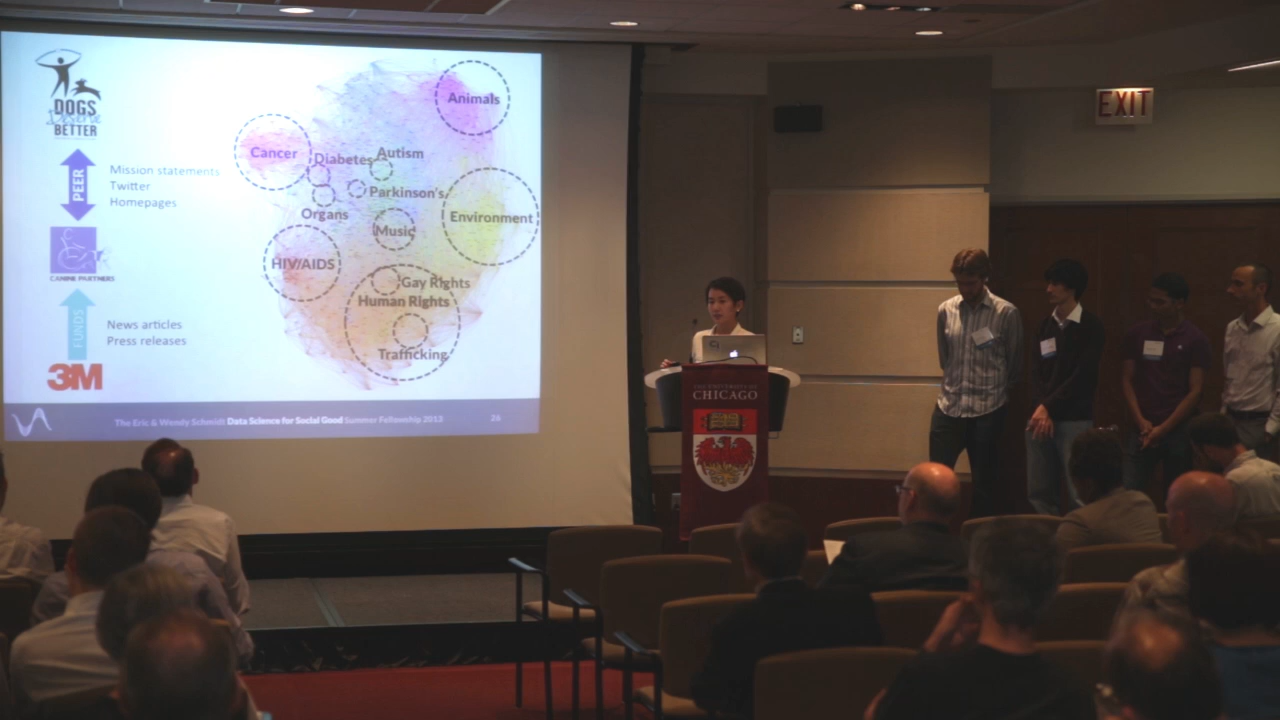 DOGS
Deserve
BETTER
PEER
Mission statements
Twitter
Homepages
CANINE PARTNERS
FUNDS
News articles
Press releases
3M
Animals
Cancer
Diabetes
Autism
Parkinson's
Organs
Music
Environment
HIV/AIDS
Gay Rights
Human Rights
Trafficking
The Eric & Wendy Schmidt Data Science for Social Good Summer Fellowship 2013
26
EXIT
THE UNIVERSITY OF
CHICAGO